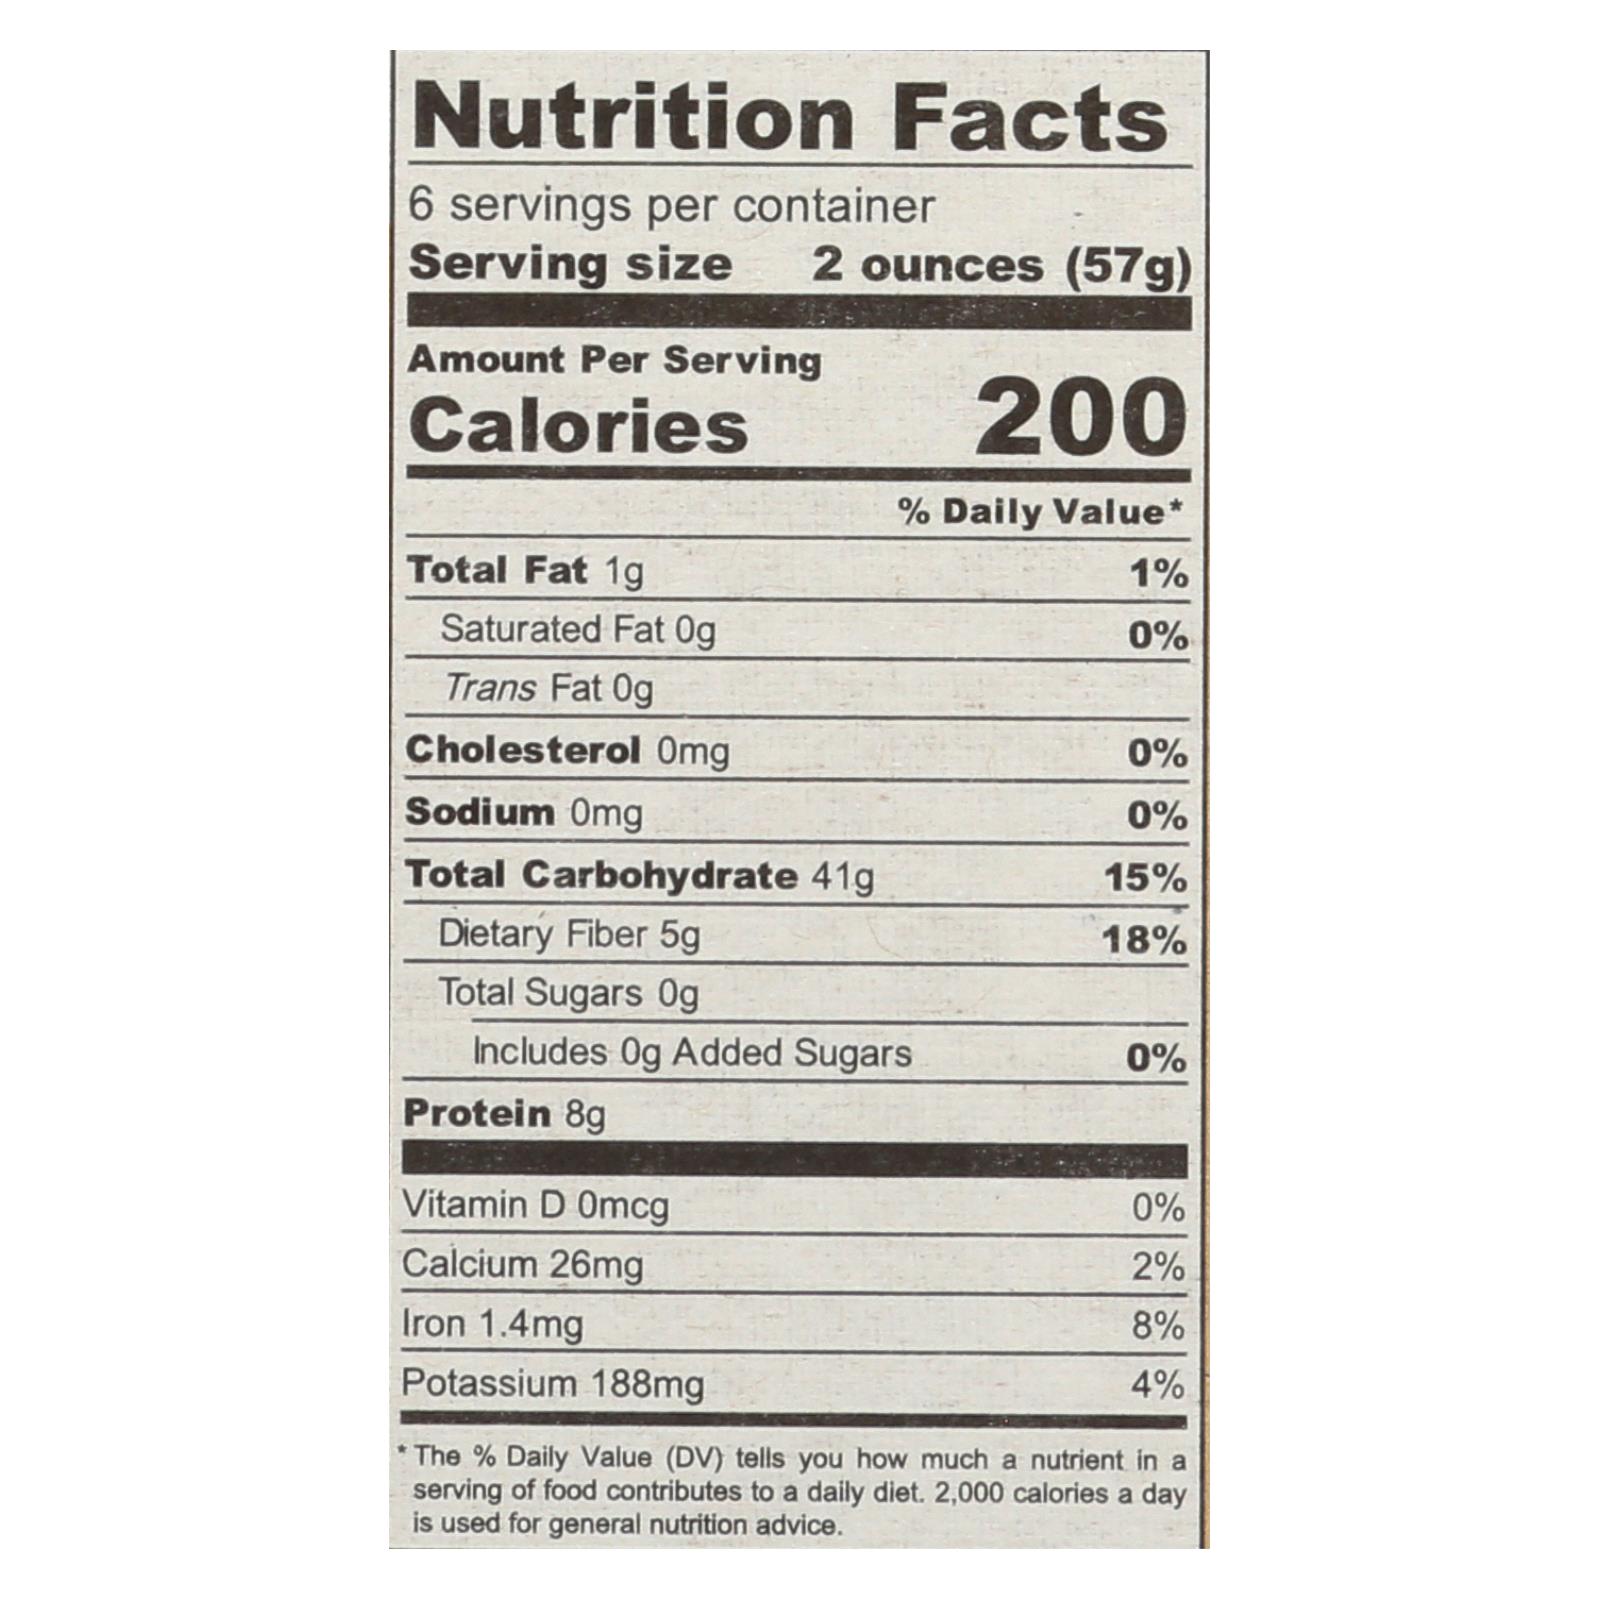 Nutrition Facts
6 servings per container
Serving size 2 ounces (57g)
Amount Per Serving
Calories 200
% Daily Value*
Total Fat 1g 1%
Saturated Fat 0g 0%
Trans Fat 0g
Cholesterol 0mg 0%
Sodium 0mg 0%
Total Carbohydrate 41g 15%
Dietary Fiber 5g 18%
Total Sugars 0g
Includes 0g Added Sugars 0%
Protein 8g
Vitamin D 0mcg 0%
Calcium 26mg 2%
Iron 1.4mg 8%
Potassium 188mg 4%
* The % Daily Value (DV) tells you how much a nutrient in a
serving of food contributes to a daily diet. 2,000 calories a day
is used for general nutrition advice.